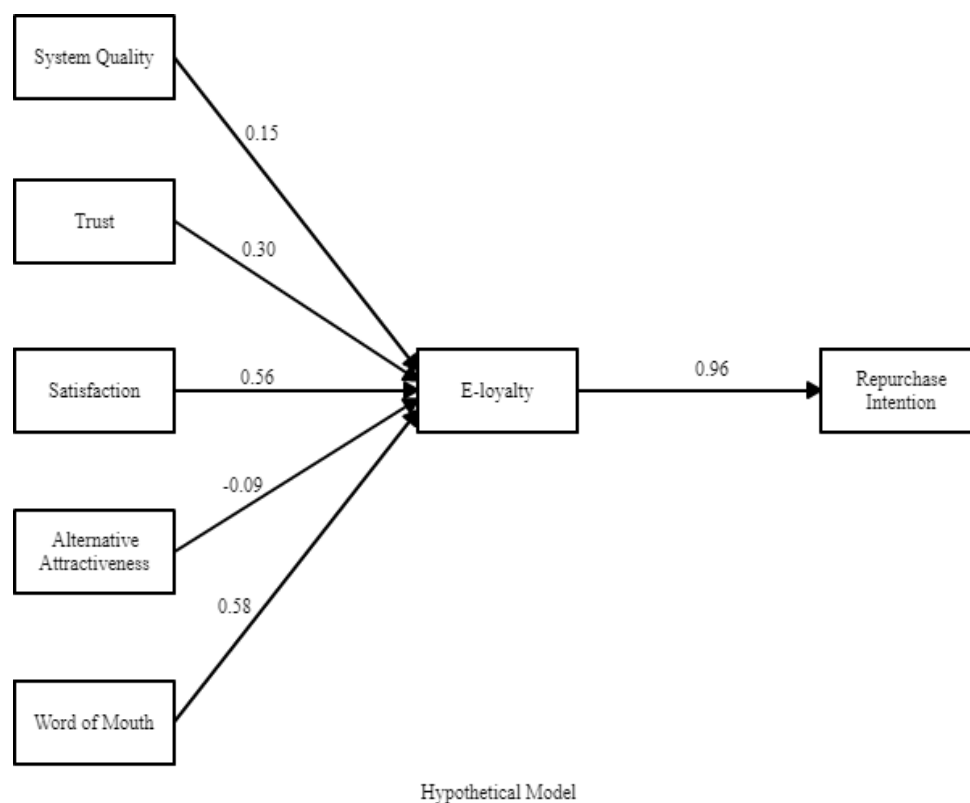 System Quality
0.15
Trust
0.30
Satisfaction
0.56
E-loyalty
0.96
Repurchase
Intention
-0.09
Alternative
Attractiveness
0.58
Word of Mouth
Hypothetical Model